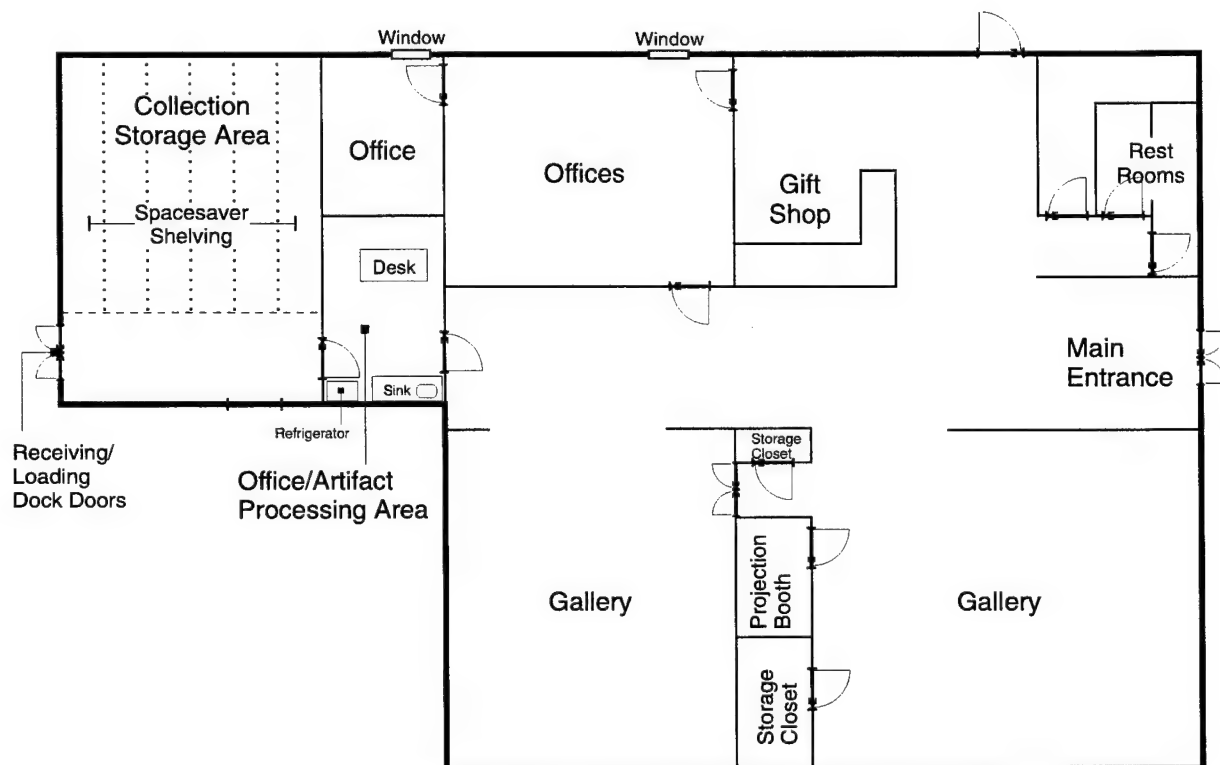 Window
Window
Collection
Storage Area
Office
Offices
Gift
Shop
Rest
Rooms
Spacesaver
Shelving
Desk
Main
Entrance
Sink
Refrigerator
Receiving/
Loading
Dock Doors
Office/Artifact
Processing Area
Storage
Closet
Gallery
Projection
Booth
Gallery
Storage
Closet